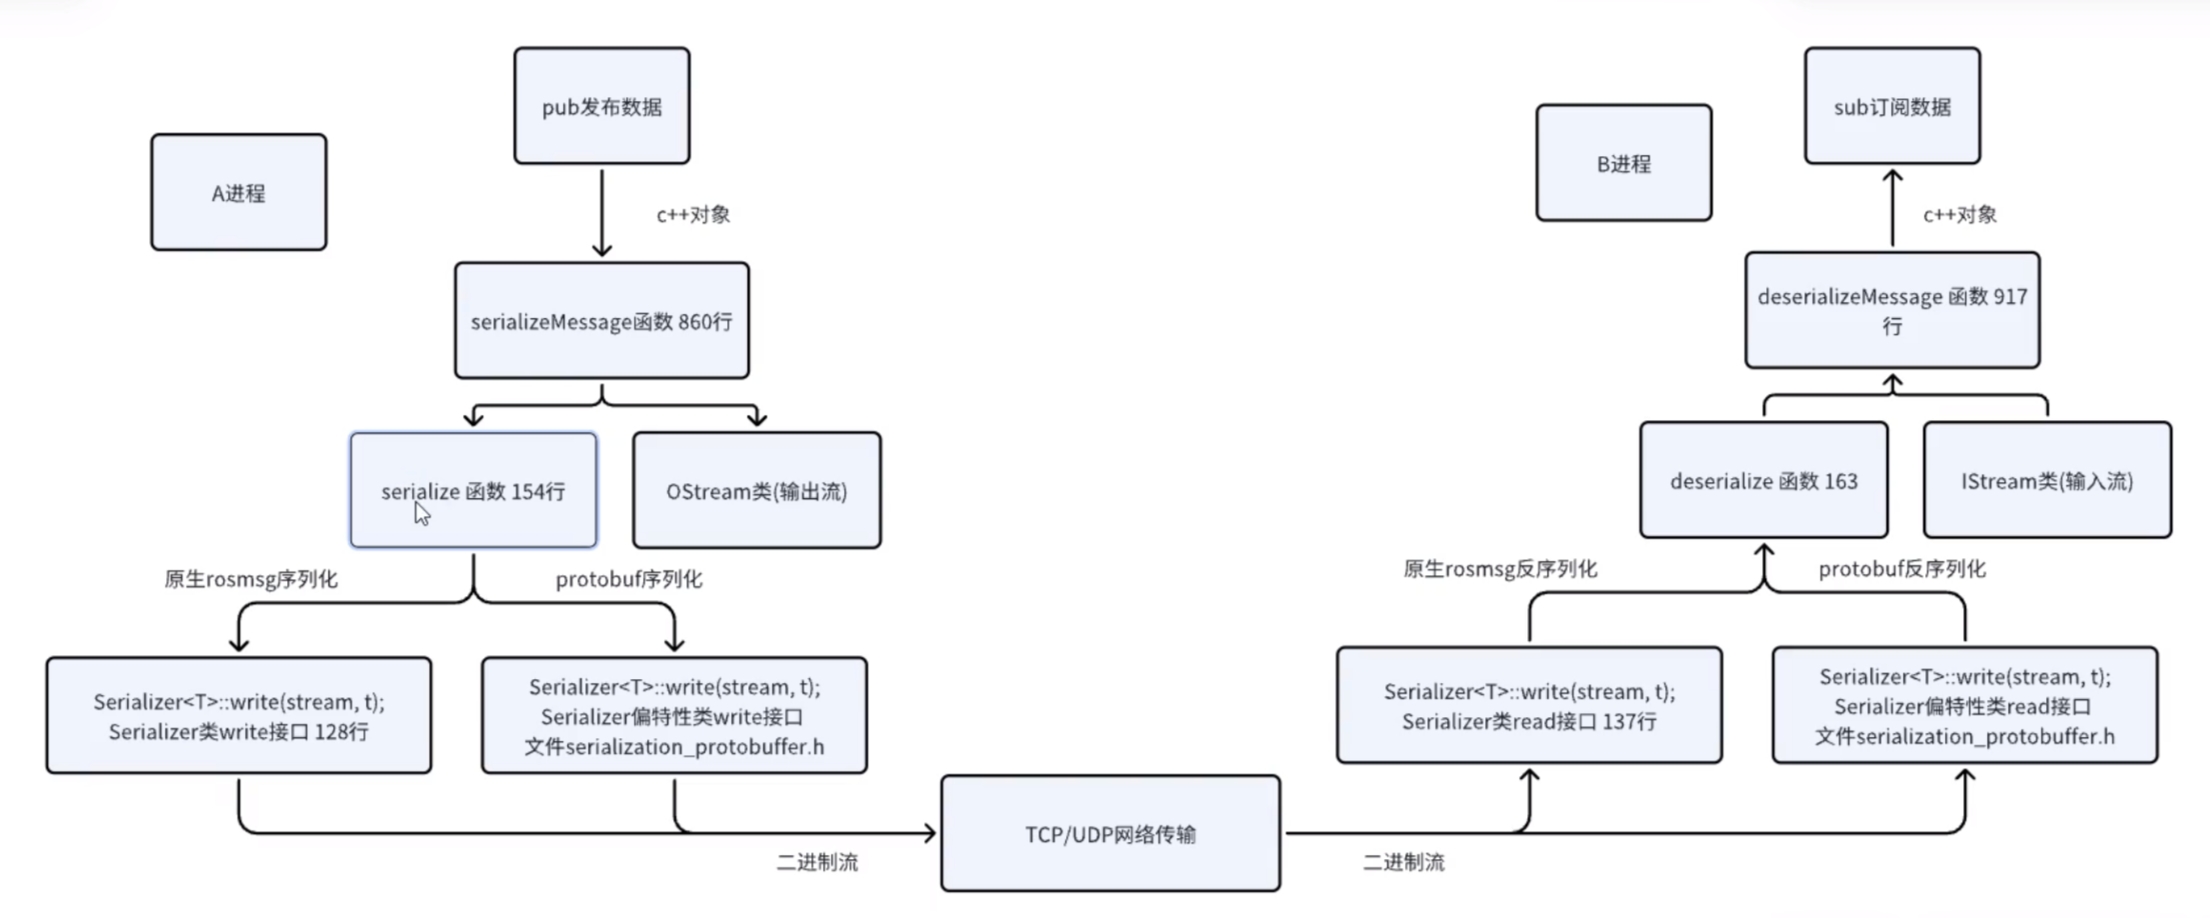 pub发布数据
sub订阅数据
A进程
B进程
c++对象
c++对象
serializeMessage函数 860行
deserializeMessage 函数 917
行
serialize 函数 154行
OStream类(输出流)
deserialize 函数 163
IStream类(输入流)
原生rosmsg序列化
protobuf序列化
原生rosmsg反序列化
protobuf反序列化
Serializer<T>::write(stream, t);
Serializer类write接口 128行
Serializer<T>::write(stream, t);
Serializer偏特性类write接口
文件serialization_protobuffer.h
Serializer<T>::write(stream, t);
Serializer类read接口 137行
Serializer<T>::write(stream, t);
Serializer偏特性类read接口
文件serialization_protobuffer.h
TCP/UDP网络传输
二进制流
二进制流